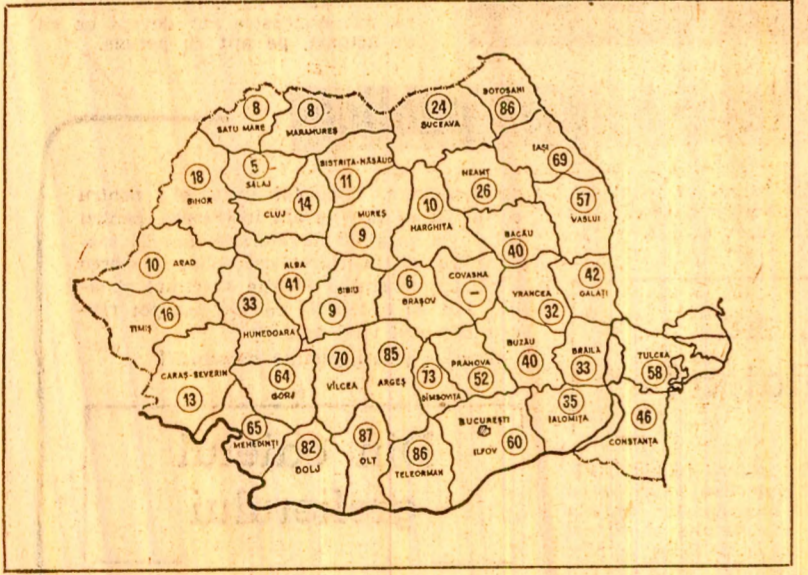 BOTOȘANI
86
24
SUCEAVA
8
SATU MARE
8
MARAMUREȘ
IAȘI
69
5
SĂLAJ
BISTRIȚA-NĂSĂUD
11
NEAMȚ
26
18
BIHOR
57
VASLUI
14
CLUJ
MUREȘ
9
10
HARGHITA
BACĂU
40
10
ARAD
ALBA
41
SIBIU
9
6
BRAȘOV
COVASNA
–
VRANCEA
32
42
GALAȚI
16
TIMIȘ
33
HUNEDOARA
CARAȘ-SEVERIN
13
64
GORJ
70
VÎLCEA
85
ARGEȘ
73
DÎMBOVIȚA
PRAHOVA
52
BUZĂU
40
BRĂILA
33
TULCEA
58
65
MEHEDINȚI
82
DOLJ
87
OLT
86
TELEORMAN
BUCUREȘTI
ILFOV
60
35
IALOMIȚA
46
CONSTANȚA